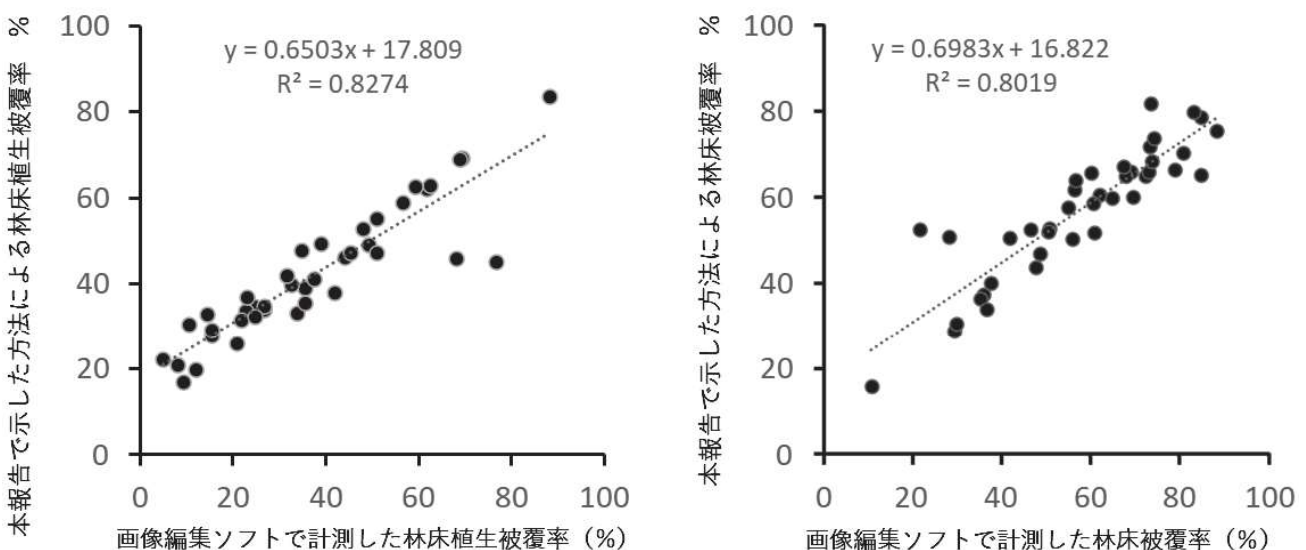 本報告で示した方法による林床植生被覆率 %
100
80
60
40
20
0
y = 0.6503x + 17.809
R² = 0.8274
0 20 40 60 80 100
画像編集ソフトで計測した林床植生被覆率（%）
本報告で示した方法による林床被覆率 %
100
80
60
40
20
0
y = 0.6983x + 16.822
R² = 0.8019
0 20 40 60 80 100
画像編集ソフトで計測した林床被覆率（%）